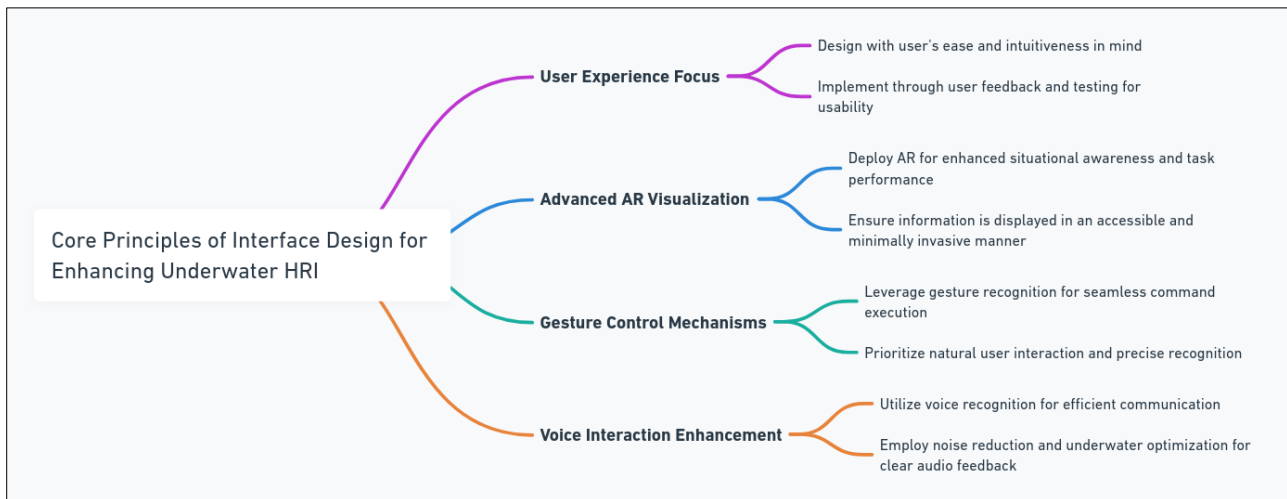 Core Principles of Interface Design for
Enhancing Underwater HRI
User Experience Focus
Design with user's ease and intuitiveness in mind
Implement through user feedback and testing for
usability
Advanced AR Visualization
Deploy AR for enhanced situational awareness and task
performance
Ensure information is displayed in an accessible and
minimally invasive manner
Gesture Control Mechanisms
Leverage gesture recognition for seamless command
execution
Prioritize natural user interaction and precise recognition
Voice Interaction Enhancement
Utilize voice recognition for efficient communication
Employ noise reduction and underwater optimization for
clear audio feedback